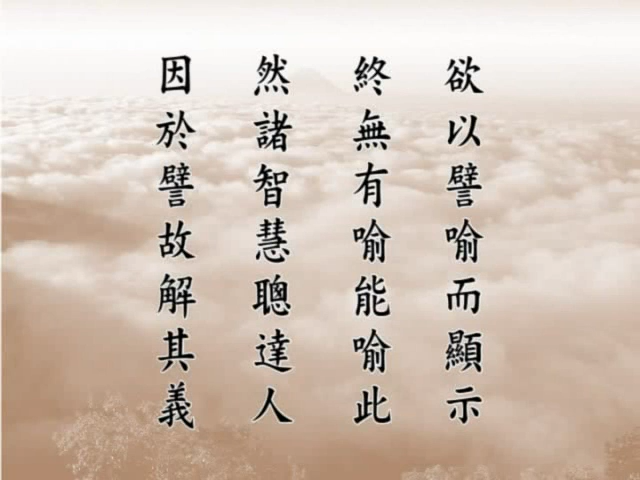 欲以譬喻而顯示
終無有喻能喻此
然諸智慧聰達人
因於譬故解其義